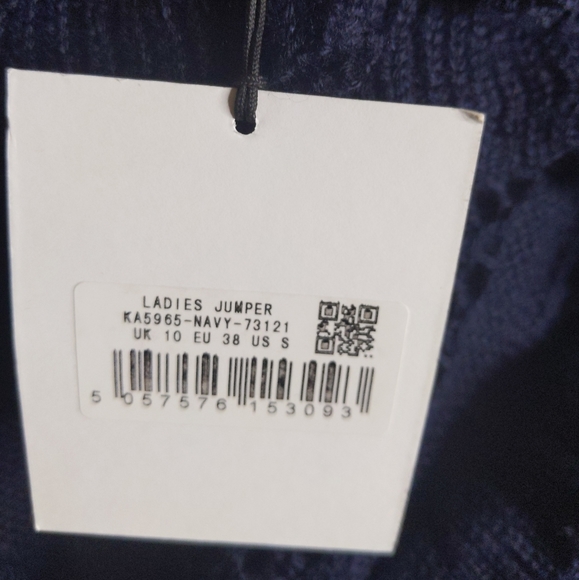 LADIES JUMPER
KA5965-NAVY-73121
UK 10 EU 38 US S
5 057576 153093